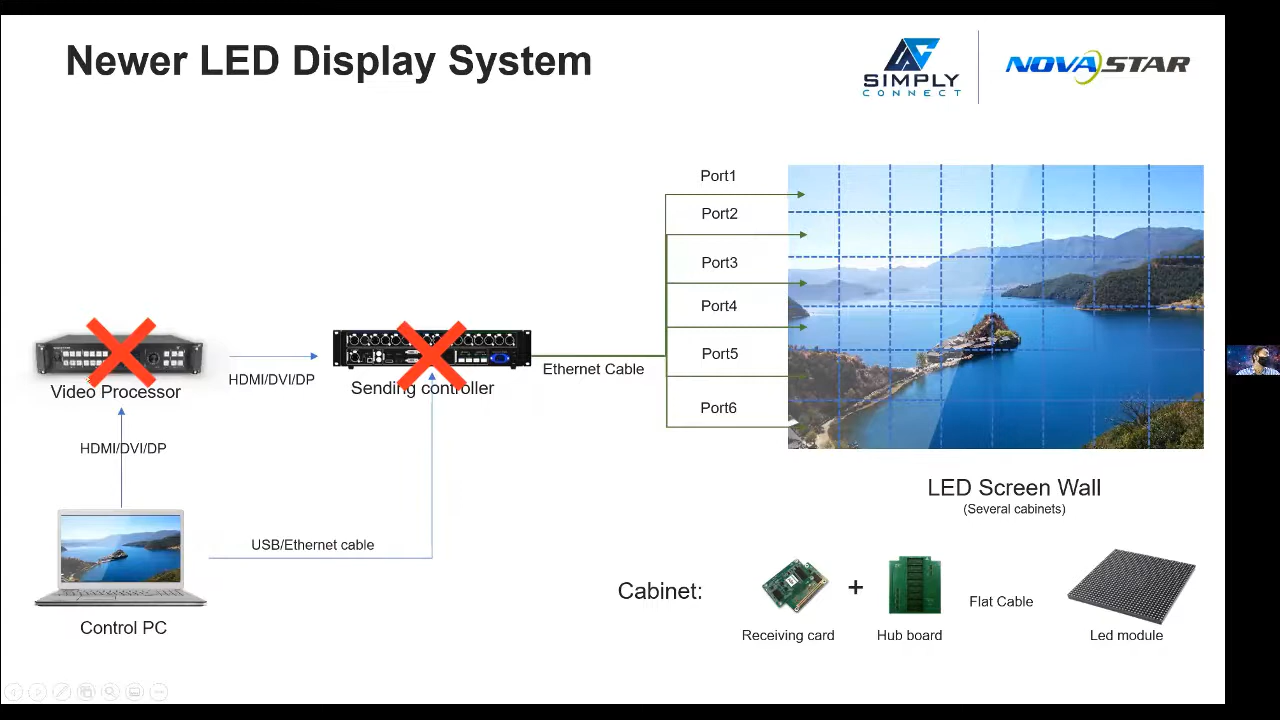 Newer LED Display System
SIMPLY
CONNECT
NOVASTAR
Port1
Port2
Port3
Port4
Port5
Port6
Video Processor
HDMI/DVI/DP
Sending controller
Ethernet Cable
HDMI/DVI/DP
USB/Ethernet cable
Control PC
LED Screen Wall
(Several cabinets)
Cabinet:
+
Flat Cable
Receiving card
Hub board
Led module